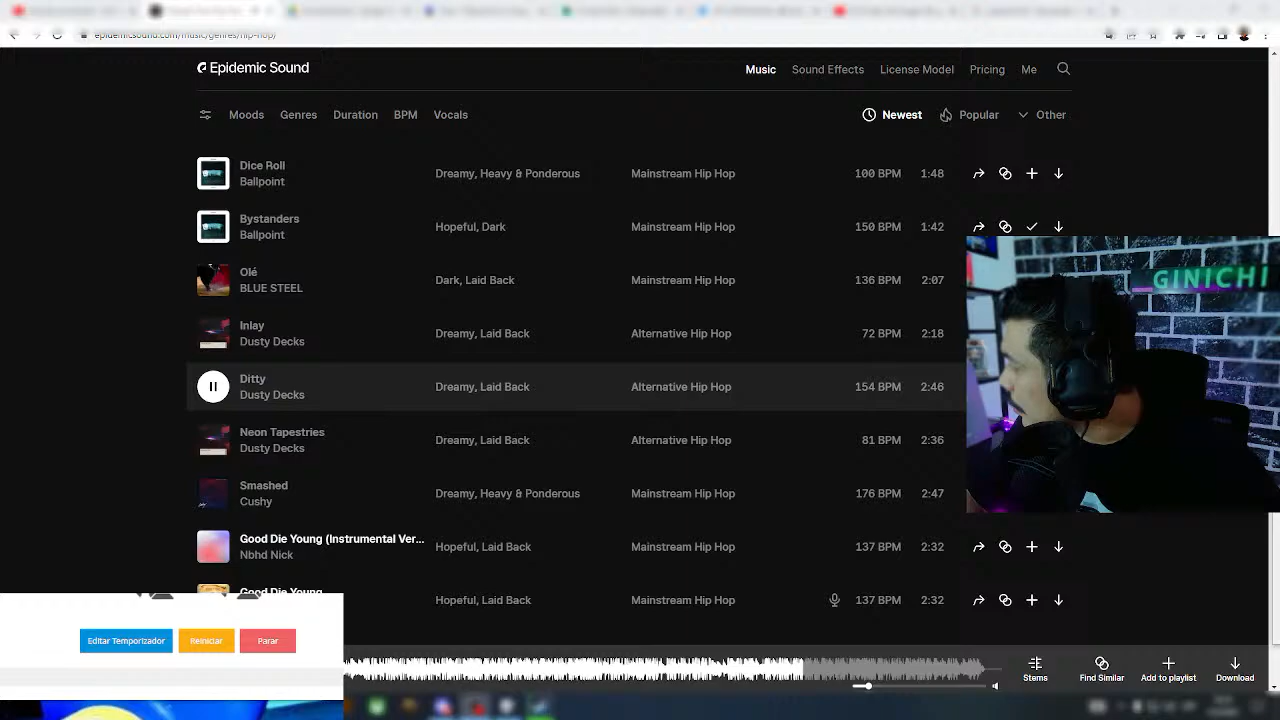 epidemicsound.com/music/genres/hip-hop/
Epidemic Sound
Music Sound Effects License Model Pricing Me
Moods Genres Duration BPM Vocals Newest Popular Other
Dice Roll
Ballpoint
Dreamy, Heavy & Ponderous Mainstream Hip Hop 100 BPM 1:48
Bystanders
Ballpoint
Hopeful, Dark Mainstream Hip Hop 150 BPM 1:42
Olé
BLUE STEEL
Dark, Laid Back Mainstream Hip Hop 136 BPM 2:07
GINICHI
Inlay
Dusty Decks
Dreamy, Laid Back Alternative Hip Hop 72 BPM 2:18
Ditty
Dusty Decks
Dreamy, Laid Back Alternative Hip Hop 154 BPM 2:46
Neon Tapestries
Dusty Decks
Dreamy, Laid Back Alternative Hip Hop 81 BPM 2:36
Smashed
Cushy
Dreamy, Heavy & Ponderous Mainstream Hip Hop 176 BPM 2:47
Good Die Young (Instrumental Ver...
Nbhd Nick
Hopeful, Laid Back Mainstream Hip Hop 137 BPM 2:32
Good Die Young
Hopeful, Laid Back Mainstream Hip Hop 137 BPM 2:32
Editar Temporizador Reiniciar Parar
Stems Find Similar Add to playlist Download